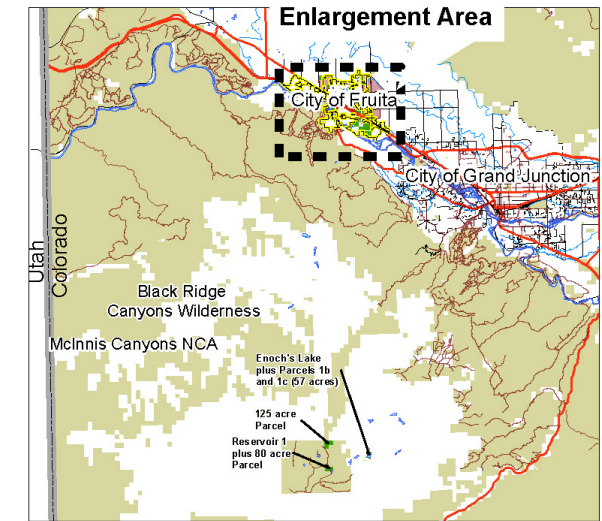 Enlargement Area
City of Fruita
City of Grand Junction
Utah
Colorado
Black Ridge
Canyons Wilderness
McInnis Canyons NCA
Enoch's Lake
plus Parcels 1b
and 1c (57 acres)
125 acre
Parcel
Reservoir 1
plus 80 acre
Parcel